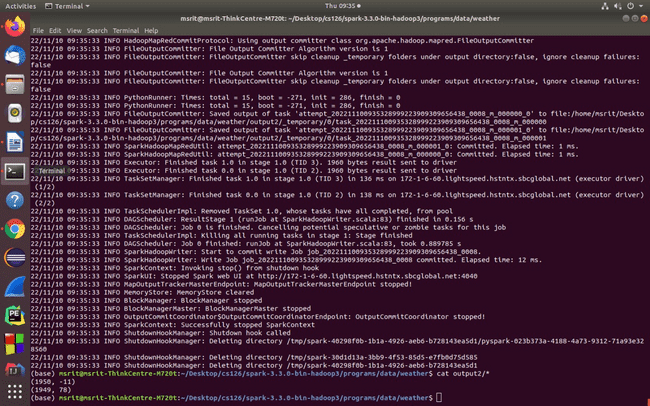 Activities
Terminal
Thu 09:35
msrit@msrit-ThinkCentre-M720t: ~/Desktop/cs126/spark-3.3.0-bin-hadoop3/programs/data/weather
File Edit View Search Terminal Help
22/11/10 09:35:33 INFO HadoopMapRedCommitProtocol: Using output committer class org.apache.hadoop.mapred.FileOutputCommitter
22/11/10 09:35:33 INFO FileOutputCommitter: File Output Committer Algorithm version is 1
22/11/10 09:35:33 INFO FileOutputCommitter: FileOutputCommitter skip cleanup _temporary folders under output directory:false, ignore cleanup failures:
false
22/11/10 09:35:33 INFO FileOutputCommitter: File Output Committer Algorithm version is 1
22/11/10 09:35:33 INFO FileOutputCommitter: FileOutputCommitter skip cleanup _temporary folders under output directory:false, ignore cleanup failures:
false
22/11/10 09:35:33 INFO PythonRunner: Times: total = 15, boot = -271, init = 286, finish = 0
22/11/10 09:35:33 INFO PythonRunner: Times: total = 15, boot = -271, init = 286, finish = 0
22/11/10 09:35:33 INFO FileOutputCommitter: Saved output of task
to file:/home/msrit/Deskto
p/cs126/spark-3.3.0-bin-hadoop3/programs/data/weather/output2/_temporary/0/
22/11/10 09:35:33 INFO FileOutputCommitter: Saved output of task
to file:/home/msrit/Deskto
p/cs126/spark-3.3.0-bin-hadoop3/programs/data/weather/output2/_temporary/0/
22/11/10 09:35:33 INFO SparkHadoopMapRedUtil: Committed. Elapsed time: 1 ms.
22/11/10 09:35:33 INFO SparkHadoopMapRedUtil: Committed. Elapsed time: 1 ms.
22/11/10 09:35:33 INFO Executor: Finished task 1.0 in stage 1.0 (TID 3). 1960 bytes result sent to driver
Terminal
INFO Executor: Finished task 0.0 in stage 1.0 (TID 2). 1960 bytes result sent to driver
22/11/10 09:35:33 INFO TaskSetManager: Finished task 1.0 in stage 1.0 (TID 3) in 136 ms on 172-1-6-60.lightspeed.hstntx.sbcglobal.net (executor driver)
(1/2)
22/11/10 09:35:33 INFO TaskSetManager: Finished task 0.0 in stage 1.0 (TID 2) in 138 ms on 172-1-6-60.lightspeed.hstntx.sbcglobal.net (executor driver)
(2/2)
22/11/10 09:35:33 INFO TaskSchedulerImpl: Removed TaskSet 1.0, whose tasks have all completed, from pool
22/11/10 09:35:33 INFO DAGScheduler: ResultStage 1 (runJob at SparkHadoopWriter.scala:83) finished in 0.156 s
22/11/10 09:35:33 INFO DAGScheduler: Job 0 is finished. Cancelling potential speculative or zombie tasks for this job
22/11/10 09:35:33 INFO TaskSchedulerImpl: Killing all running tasks in stage 1: Stage finished
22/11/10 09:35:33 INFO DAGScheduler: Job 0 finished: runJob at SparkHadoopWriter.scala:83, took 0.889785 s
22/11/10 09:35:33 INFO SparkHadoopWriter: Start to commit write Job
22/11/10 09:35:33 INFO SparkHadoopWriter: Write Job committed. Elapsed time: 12 ms.
22/11/10 09:35:33 INFO SparkContext: Invoking stop() from shutdown hook
22/11/10 09:35:33 INFO SparkUI: Stopped Spark web UI at http://172-1-6-60.lightspeed.hstntx.sbcglobal.net:4040
22/11/10 09:35:33 INFO MapOutputTrackerMasterEndpoint: MapOutputTrackerMasterEndpoint stopped!
22/11/10 09:35:33 INFO MemoryStore: MemoryStore cleared
22/11/10 09:35:33 INFO BlockManager: BlockManager stopped
22/11/10 09:35:33 INFO BlockManagerMaster: BlockManagerMaster stopped
22/11/10 09:35:33 INFO OutputCommitCoordinator$OutputCommitCoordinatorEndpoint: OutputCommitCoordinator stopped!
22/11/10 09:35:33 INFO SparkContext: Successfully stopped SparkContext
22/11/10 09:35:33 INFO ShutdownHookManager: Shutdown hook called
22/11/10 09:35:33 INFO ShutdownHookManager: Deleting directory /tmp/spark-40298f0b-1b1a-4926-aeb6-b728143ea5d1/pyspark-023b373a-4188-4a73-9312-71a93e32
8560
22/11/10 09:35:33 INFO ShutdownHookManager: Deleting directory /tmp/spark-30d1d13a-3bb9-4f53-85d5-e7fb0d75d585
22/11/10 09:35:33 INFO ShutdownHookManager: Deleting directory /tmp/spark-40298f0b-1b1a-4926-aeb6-b728143ea5d1
(base) msrit@msrit-ThinkCentre-M720t:~/Desktop/cs126/spark-3.3.0-bin-hadoop3/programs/data/weather$ cat output2/*
(1950, -11)
(1949, 78)
(base) msrit@msrit-ThinkCentre-M720t:~/Desktop/cs126/spark-3.3.0-bin-hadoop3/programs/data/weather$